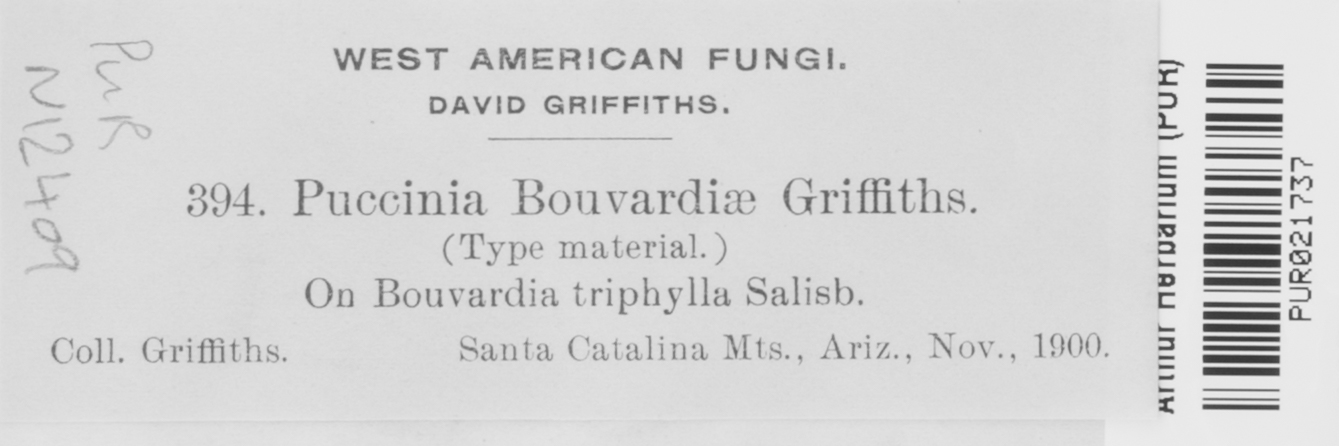 WEST AMERICAN FUNGI.
DAVID GRIFFITHS.
394. Puccinia Bouvardiæ Griffiths.
(Type material.)
On Bouvardia triphylla Salisb.
Coll. Griffiths. Santa Catalina Mts., Ariz., Nov., 1900.
PUR
N12409
Arthur Herbarium (PUR)
PUR021737